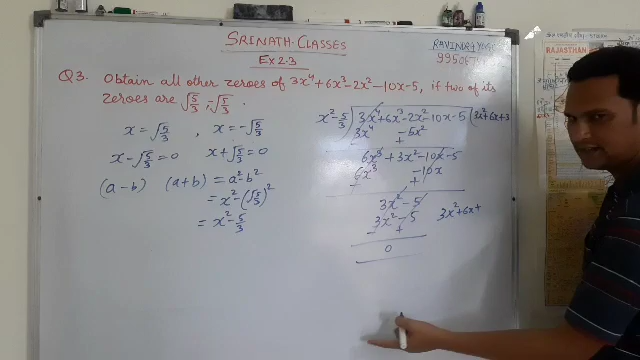 SRINATH CLASSES
Ex 2.3
Q3. Obtain all other zeroes of 3x⁴+6x³-2x²-10x-5, if two of its
zeroes are √5/3, -√5/3.
x = √5/3 , x = -√5/3
x - √5/3 = 0 x + √5/3 = 0
(a-b) (a+b) = a²-b²
= x² - (√5/3)²
= x² - 5/3
x² - 5/3 ) 3x⁴+6x³-2x²-10x-5 ( 3x²+6x+3
3x⁴ -5x²
- +
6x³ + 3x² - 10x - 5
6x³ - 10x
- +
3x² - 5
3x² - 5 3x²+6x+
- +
0
RAJASTHAN